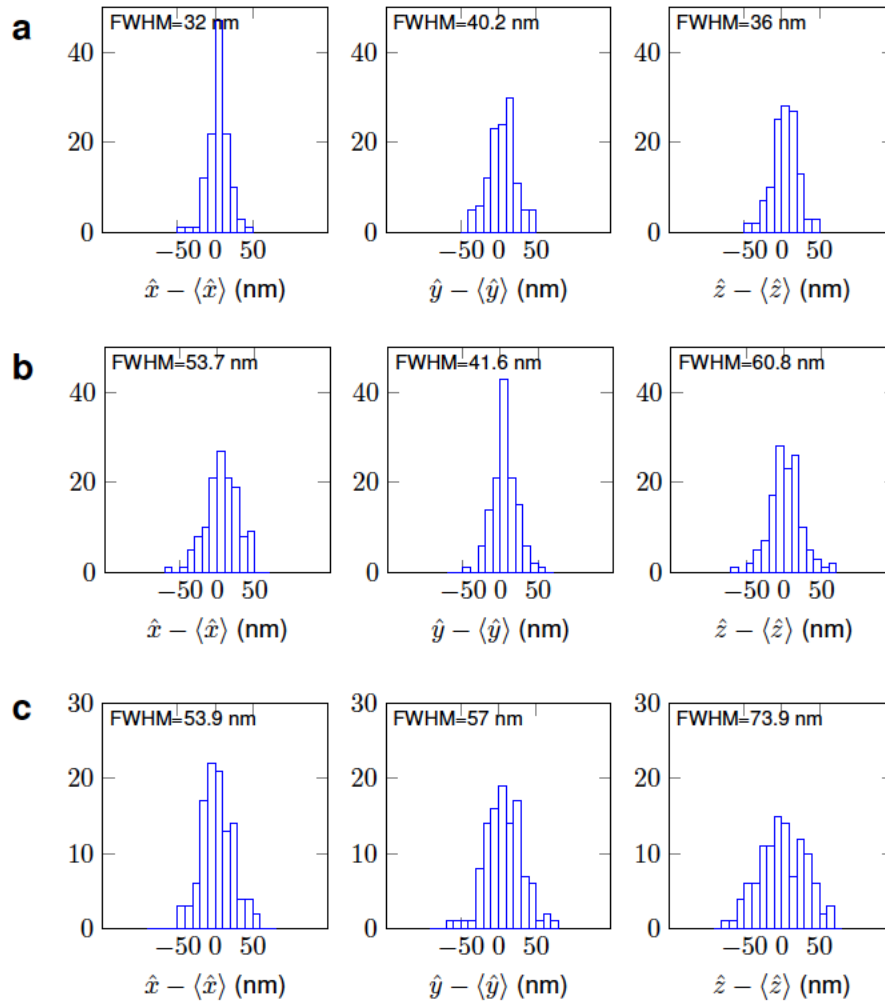 a
FWHM=32 nm
FWHM=40.2 nm
FWHM=36 nm
40
20
0
40
20
0
40
20
0
−50 0 50
−50 0 50
−50 0 50
x̂ − ⟨x̂⟩ (nm)
ŷ − ⟨ŷ⟩ (nm)
ẑ − ⟨ẑ⟩ (nm)
b
FWHM=53.7 nm
FWHM=41.6 nm
FWHM=60.8 nm
40
20
0
40
20
0
40
20
0
−50 0 50
−50 0 50
−50 0 50
x̂ − ⟨x̂⟩ (nm)
ŷ − ⟨ŷ⟩ (nm)
ẑ − ⟨ẑ⟩ (nm)
c
FWHM=53.9 nm
FWHM=57 nm
FWHM=73.9 nm
30
20
10
0
30
20
10
0
30
20
10
0
−50 0 50
−50 0 50
−50 0 50
x̂ − ⟨x̂⟩ (nm)
ŷ − ⟨ŷ⟩ (nm)
ẑ − ⟨ẑ⟩ (nm)